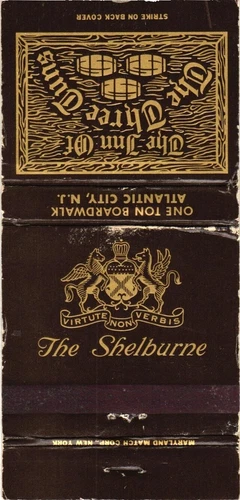 ONE TON BOARDWALK
ATLANTIC CITY, N.J.
The Inn Of
The Three Tuns
STRIKE ON BACK COVER
VIRTUTE NON VERBIS
The Shelburne
MARYLAND MATCH CORP., NEW YORK